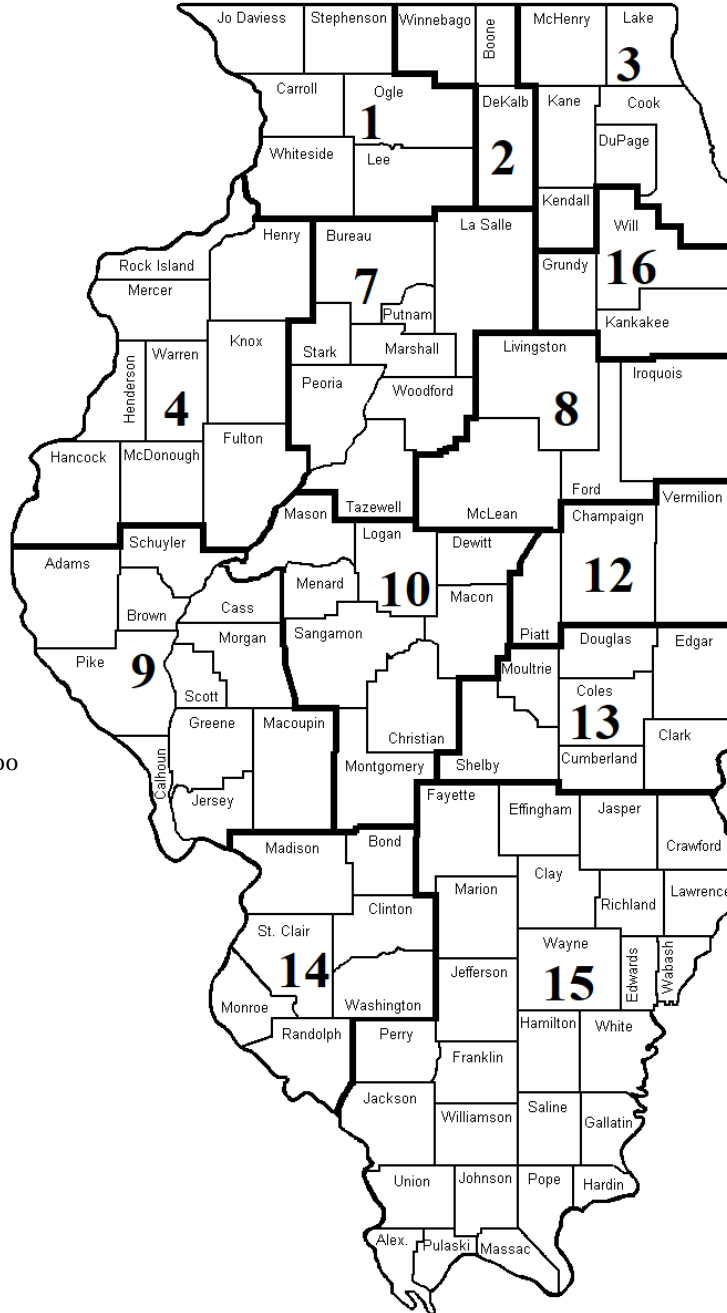 Jo Daviess
Stephenson
Winnebago
Boone
McHenry
Lake
3
Carroll
Ogle
1
DeKalb
2
Kane
Cook
DuPage
Whiteside
Lee
Kendall
Will
16
Henry
Bureau
La Salle
Rock Island
Grundy
7
Mercer
Putnam
Kankakee
Stark
Marshall
Livingston
Knox
Warren
Henderson
4
Peoria
Woodford
8
Iroquois
Hancock
McDonough
Fulton
Tazewell
McLean
Ford
Vermilion
Mason
Logan
Dewitt
Champaign
12
Schuyler
Adams
Brown
Cass
Menard
10
Macon
Piatt
Sangamon
Morgan
Douglas
Edgar
Pike
9
Scott
Moultrie
Coles
13
Greene
Macoupin
Christian
Clark
oo
Calhoun
Montgomery
Shelby
Cumberland
Jersey
Fayette
Effingham
Jasper
Crawford
Madison
Bond
Marion
Clay
Richland
Lawrence
Clinton
St. Clair
14
Wayne
15
Edwards
Wabash
Jefferson
Monroe
Washington
Randolph
Perry
Hamilton
White
Franklin
Jackson
Williamson
Saline
Gallatin
Union
Johnson
Pope
Hardin
Alex.
Pulaski
Massac